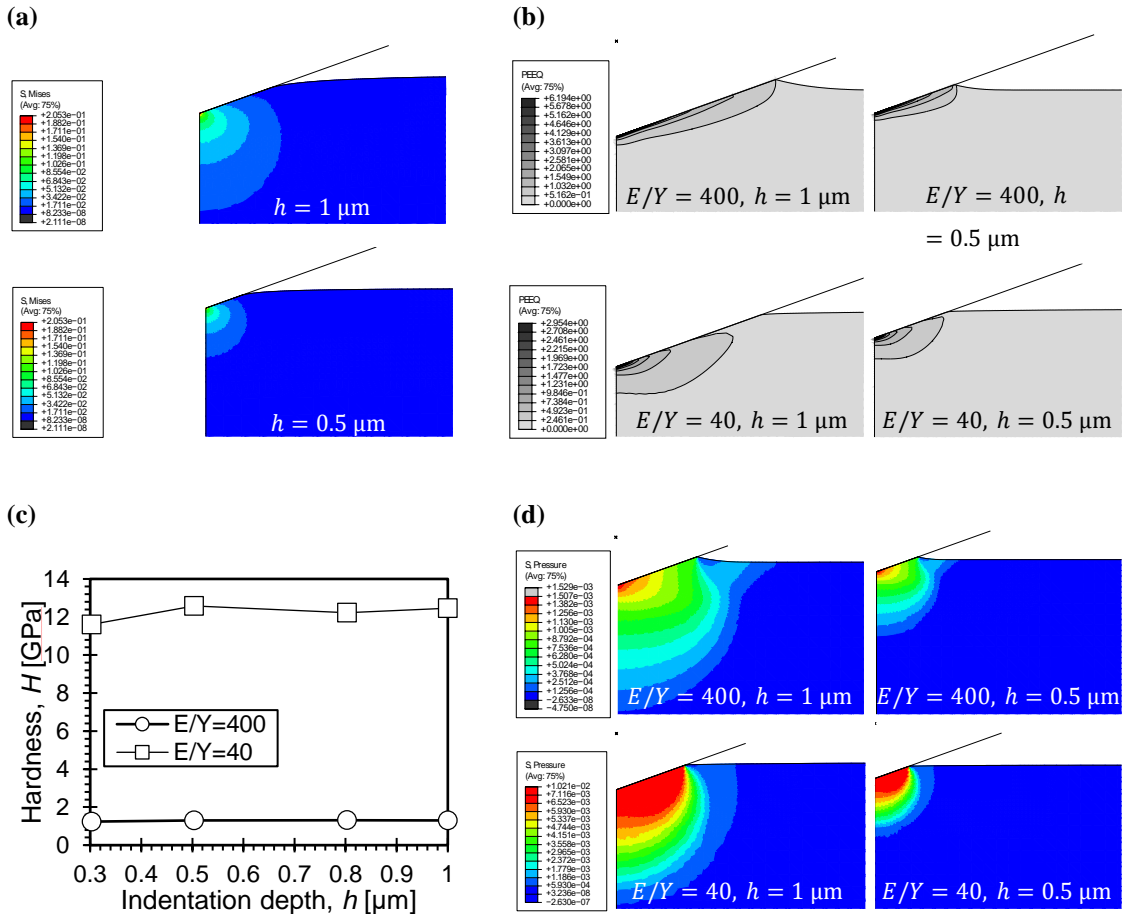 (a)
S, Mises
(Avg: 75%)
+2.053e−01
+1.882e−01
+1.711e−01
+1.540e−01
+1.369e−01
+1.198e−01
+1.026e−01
+8.554e−02
+6.843e−02
+5.132e−02
+3.422e−02
+1.711e−02
+8.233e−08
+2.111e−08
h = 1 μm
S, Mises
(Avg: 75%)
+2.053e−01
+1.882e−01
+1.711e−01
+1.540e−01
+1.369e−01
+1.198e−01
+1.026e−01
+8.554e−02
+6.843e−02
+5.132e−02
+3.422e−02
+1.711e−02
+8.233e−08
+2.111e−08
h = 0.5 μm
(b)
PEEQ
(Avg: 75%)
+6.194e+00
+5.678e+00
+5.162e+00
+4.646e+00
+4.129e+00
+3.613e+00
+3.097e+00
+2.581e+00
+2.065e+00
+1.549e+00
+1.032e+00
+5.162e−01
+0.000e+00
E/Y = 400, h = 1 μm
E/Y = 400, h
= 0.5 μm
PEEQ
(Avg: 75%)
+2.954e+00
+2.708e+00
+2.461e+00
+2.215e+00
+1.969e+00
+1.723e+00
+1.477e+00
+1.231e+00
+9.846e−01
+7.384e−01
+4.923e−01
+2.461e−01
+0.000e+00
E/Y = 40, h = 1 μm
E/Y = 40, h = 0.5 μm
(c)
Hardness, H [GPa]
14
12
10
8
6
4
2
0
E/Y=400
E/Y=40
0.3 0.4 0.5 0.6 0.7 0.8 0.9 1
Indentation depth, h [μm]
(d)
S, Pressure
(Avg: 75%)
+1.529e−03
+1.507e−03
+1.382e−03
+1.256e−03
+1.130e−03
+1.005e−03
+8.792e−04
+7.536e−04
+6.280e−04
+5.024e−04
+3.768e−04
+2.512e−04
+1.256e−04
−2.633e−08
−4.750e−08
E/Y = 400, h = 1 μm
E/Y = 400, h = 0.5 μm
S, Pressure
(Avg: 75%)
+1.021e−02
+7.116e−03
+6.523e−03
+5.930e−03
+5.337e−03
+4.744e−03
+4.151e−03
+3.558e−03
+2.965e−03
+2.372e−03
+1.779e−03
+1.186e−03
+5.930e−04
+3.236e−08
−2.630e−07
E/Y = 40, h = 1 μm
E/Y = 40, h = 0.5 μm